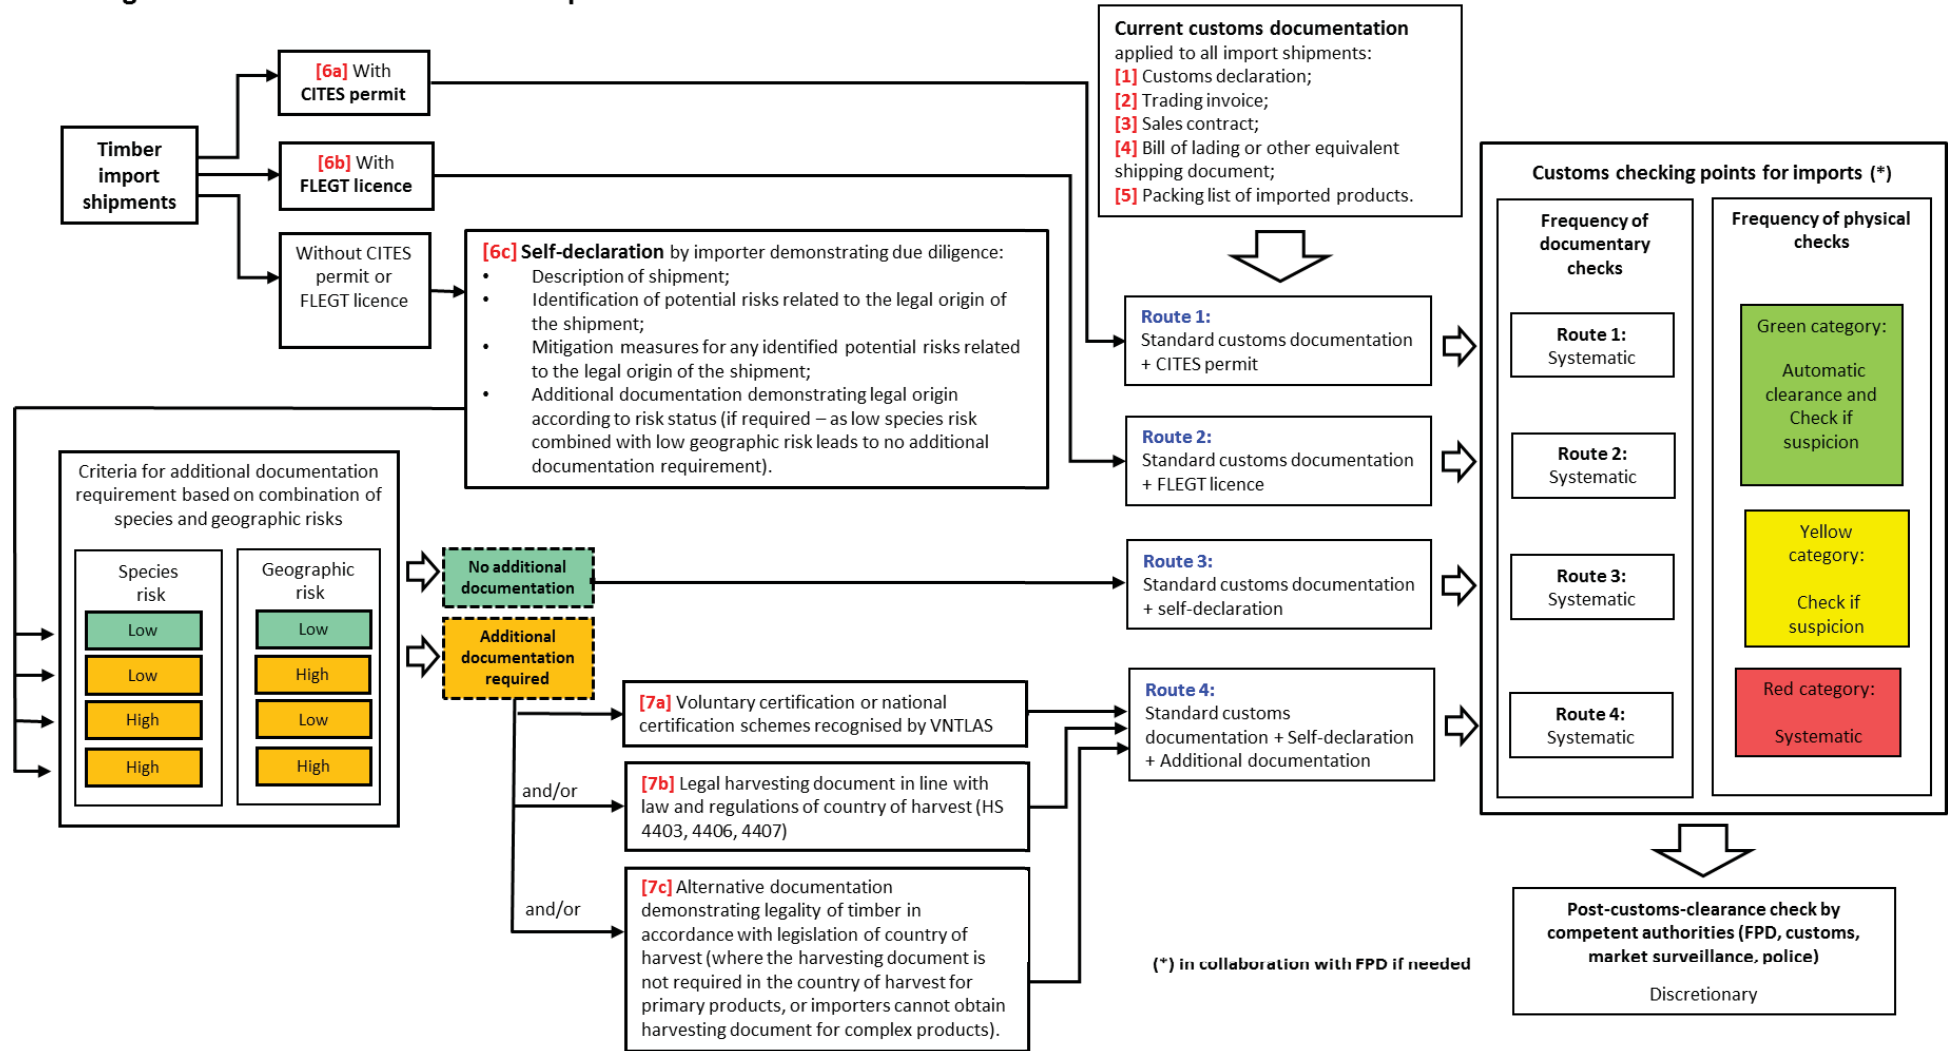 Timber
import
shipments
[6a] With
CITES permit
[6b] With
FLEGT licence
Without CITES
permit or
FLEGT licence
[6c] Self-declaration by importer demonstrating due diligence:
• Description of shipment;
• Identification of potential risks related to the legal origin of
the shipment;
• Mitigation measures for any identified potential risks related
to the legal origin of the shipment;
• Additional documentation demonstrating legal origin
according to risk status (if required – as low species risk
combined with low geographic risk leads to no additional
documentation requirement).
Criteria for additional documentation
requirement based on combination of
species and geographic risks
Species
risk
Low
Low
High
High
Geographic
risk
Low
High
Low
High
No additional
documentation
Additional
documentation
required
[7a] Voluntary certification or national
certification schemes recognised by VNTLAS
and/or
[7b] Legal harvesting document in line with
law and regulations of country of harvest (HS
4403, 4406, 4407)
and/or
[7c] Alternative documentation
demonstrating legality of timber in
accordance with legislation of country of
harvest (where the harvesting document is
not required in the country of harvest for
primary products, or importers cannot obtain
harvesting document for complex products).
Current customs documentation
applied to all import shipments:
[1] Customs declaration;
[2] Trading invoice;
[3] Sales contract;
[4] Bill of lading or other equivalent
shipping document;
[5] Packing list of imported products.
Route 1:
Standard customs documentation
+ CITES permit
Route 2:
Standard customs documentation
+ FLEGT licence
Route 3:
Standard customs documentation
+ self-declaration
Route 4:
Standard customs
documentation + Self-declaration
+ Additional documentation
Customs checking points for imports (*)
Frequency of
documentary
checks
Route 1:
Systematic
Route 2:
Systematic
Route 3:
Systematic
Route 4:
Systematic
Frequency of physical
checks
Green category:
Automatic
clearance and
Check if
suspicion
Yellow
category:
Check if
suspicion
Red category:
Systematic
(*) in collaboration with FPD if needed
Post-customs-clearance check by
competent authorities (FPD, customs,
market surveillance, police)
Discretionary